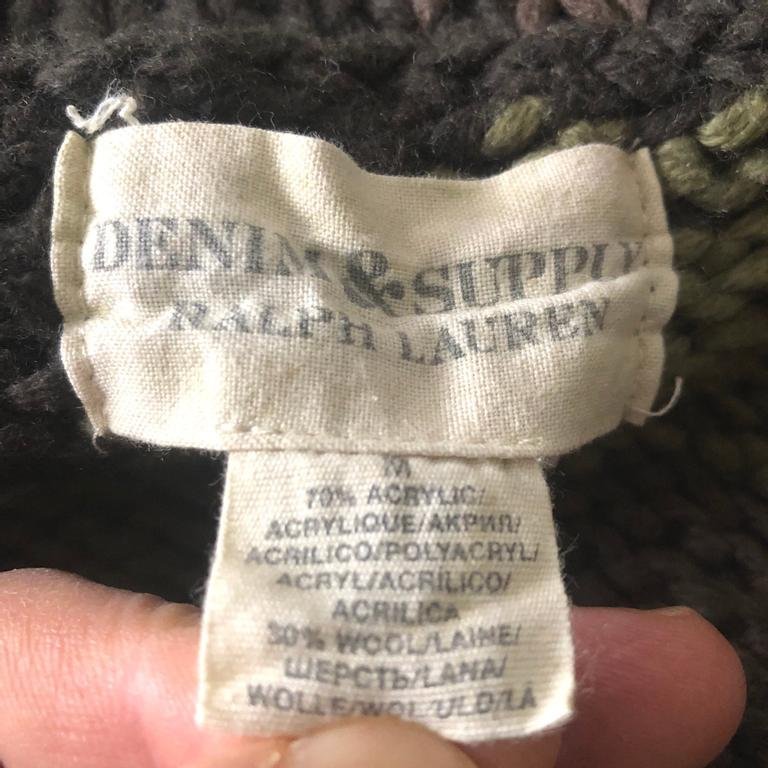 DENIM & SUPPLY
RALPH LAUREN
M
70% ACRYLIC/
ACRYLIQUE/АКРИЛ/
ACRILICO/POLYACRYL/
ACRYL/ACRILICO/
ACRILICA
30% WOOL/LAINE/
ШЕРСТЬ/LANA/
WOLLE/WOL/ULD/LÃ